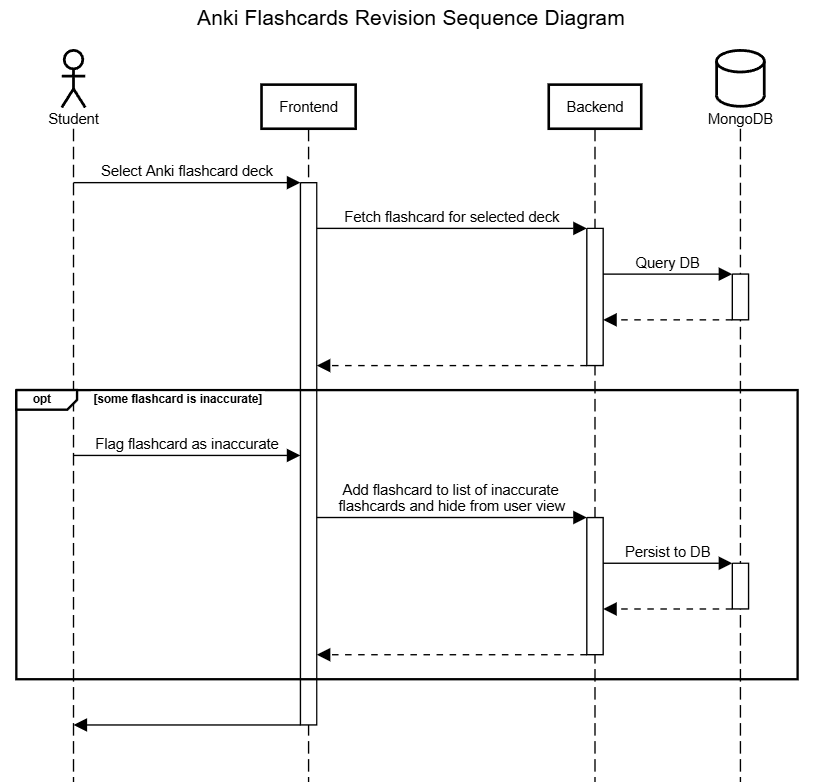 Anki Flashcards Revision Sequence Diagram
Student
Frontend
Backend
MongoDB
Select Anki flashcard deck
Fetch flashcard for selected deck
Query DB
opt
[some flashcard is inaccurate]
Flag flashcard as inaccurate
Add flashcard to list of inaccurate
flashcards and hide from user view
Persist to DB